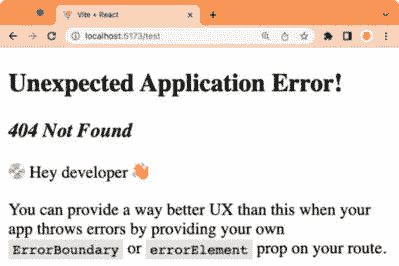 Vite + React
localhost:5173/test
Unexpected Application Error!
404 Not Found
💿 Hey developer 👋
You can provide a way better UX than this when your
app throws errors by providing your own
ErrorBoundary or errorElement prop on your route.